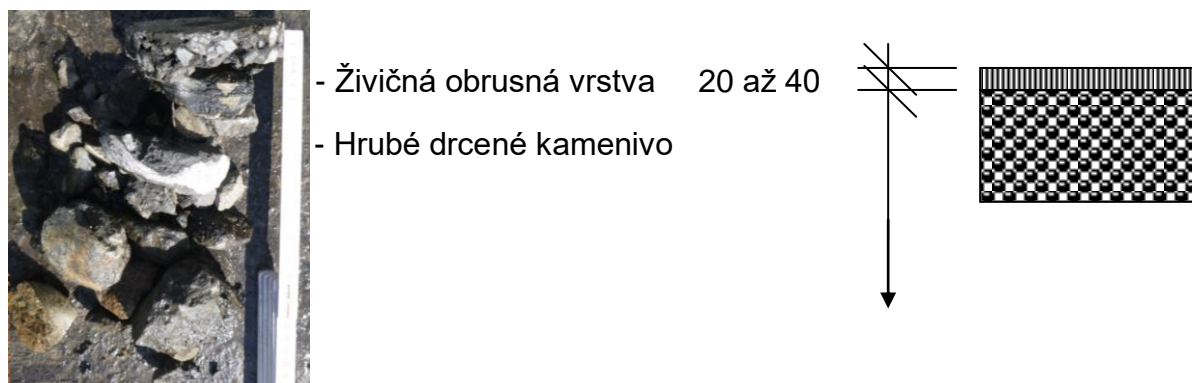 - Živičná obrusná vrstva 20 až 40
- Hrubé drcené kamenivo